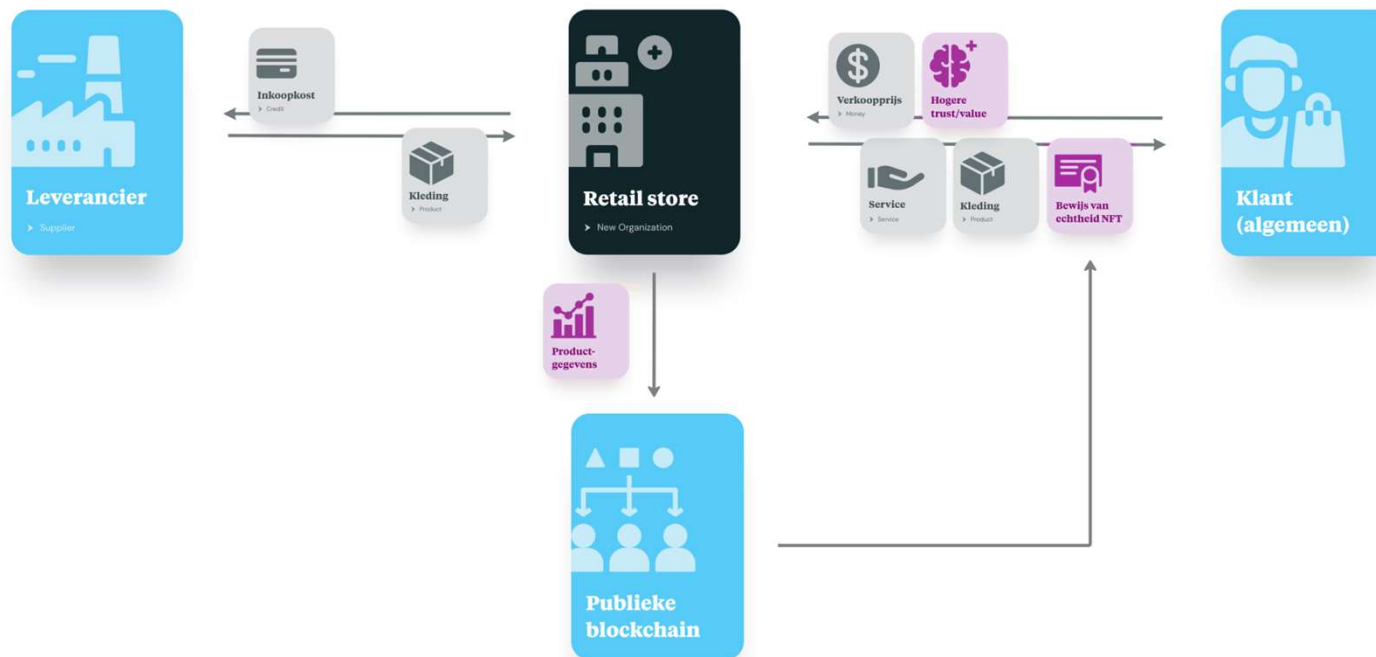 Leverancier
Supplier
Inkoopkost
Credit
Kleding
Product
Retail store
New Organization
Verkoopprijs
Money
Hogere
trust/value
Service
Service
Kleding
Product
Bewijs van
echtheid NFT
Klant
(algemeen)
Product-
gegevens
Publieke
blockchain